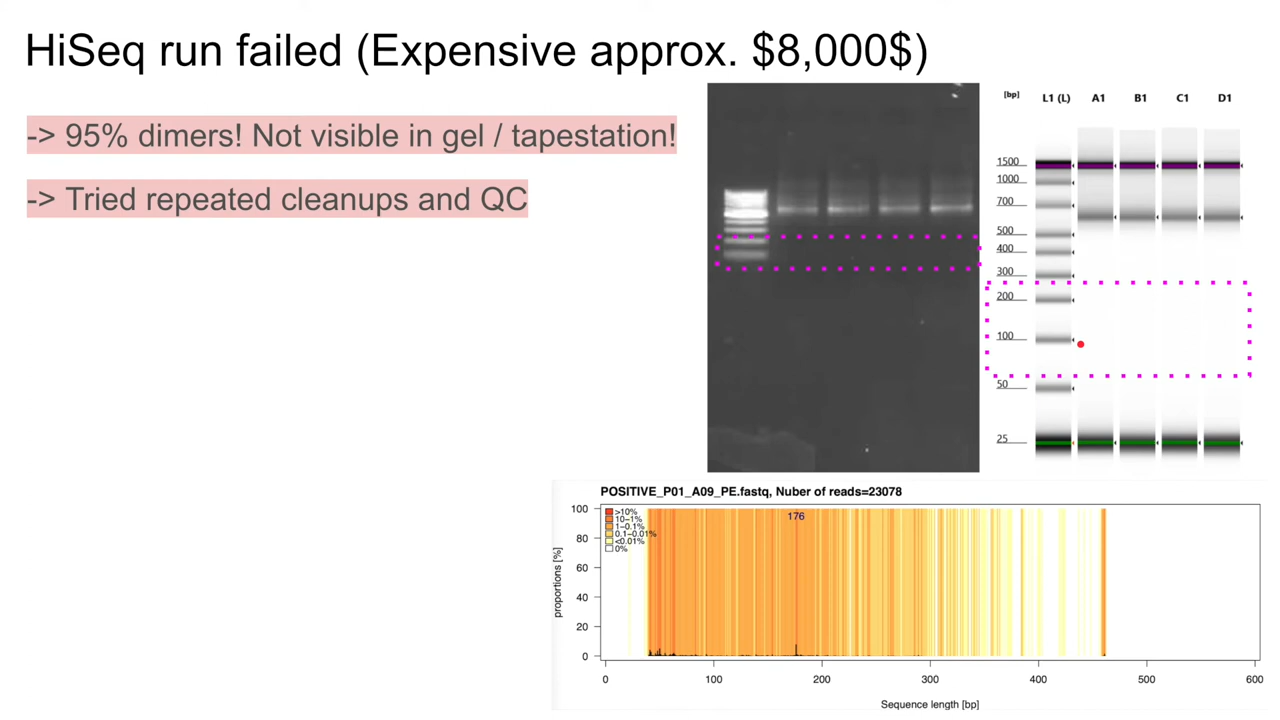 HiSeq run failed (Expensive approx. $8,000$)
-> 95% dimers! Not visible in gel / tapestation!
-> Tried repeated cleanups and QC
[bp] L1 (L) A1 B1 C1 D1
1500
1000
700
500
400
300
200
100
50
25
POSITIVE_P01_A09_PE.fastq, Nuber of reads=23078
176
>10%
10−1%
1−0.1%
0.1−0.01%
<0.01%
0%
proportions [%]
100
80
60
40
20
0
0 100 200 300 400 500 600
Sequence length [bp]